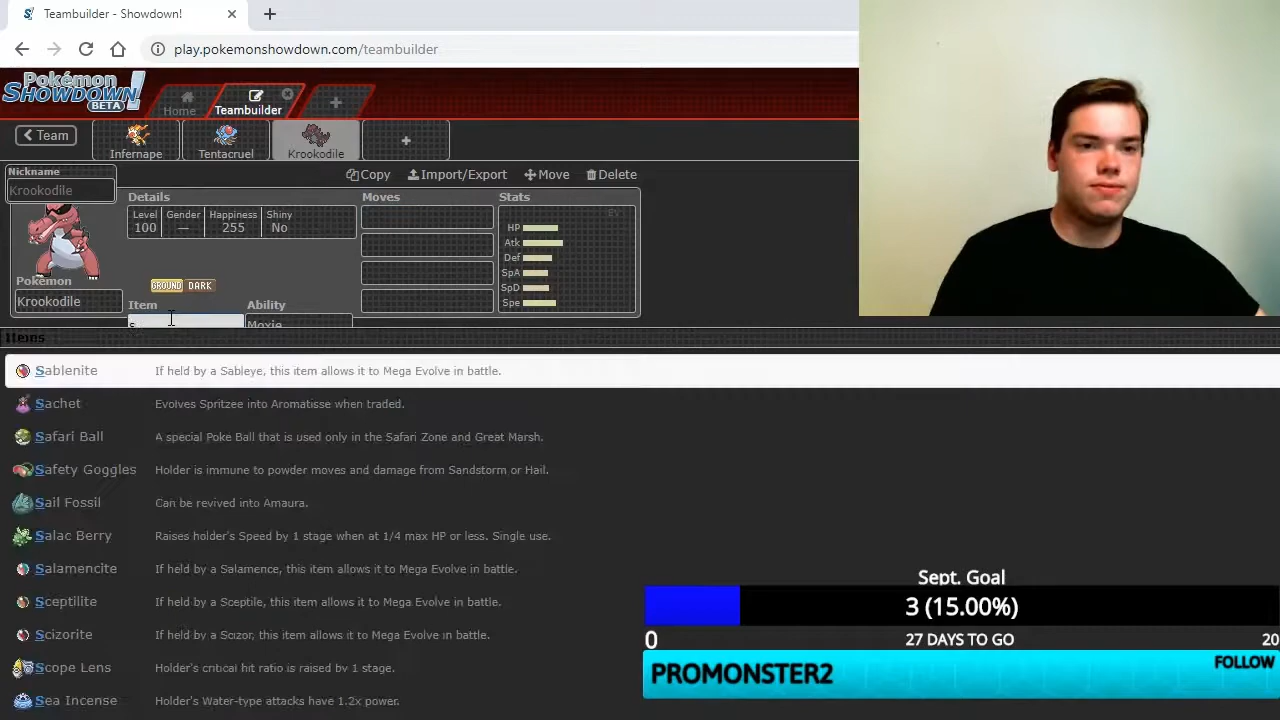 Teambuilder - Showdown!
play.pokemonshowdown.com/teambuilder
Pokémon
SHOWDOWN!
BETA
Home
Teambuilder
Team
Infernape
Tentacruel
Krookodile
Copy
Import/Export
Move
Delete
Nickname
Krookodile
Details
Level
Gender
Happiness
Shiny
100
—
255
No
Moves
Stats
EV
HP
Atk
Def
SpA
SpD
Spe
GROUND DARK
Pokémon
Krookodile
Item
Ability
s
Moxie
Items
Sablenite If held by a Sableye, this item allows it to Mega Evolve in battle.
Sachet Evolves Spritzee into Aromatisse when traded.
Safari Ball A special Poke Ball that is used only in the Safari Zone and Great Marsh.
Safety Goggles Holder is immune to powder moves and damage from Sandstorm or Hail.
Sail Fossil Can be revived into Amaura.
Salac Berry Raises holder's Speed by 1 stage when at 1/4 max HP or less. Single use.
Salamencite If held by a Salamence, this item allows it to Mega Evolve in battle.
Sceptilite If held by a Sceptile, this item allows it to Mega Evolve in battle.
Scizorite If held by a Scizor, this item allows it to Mega Evolve in battle.
Scope Lens Holder's critical hit ratio is raised by 1 stage.
Sea Incense Holder's Water-type attacks have 1.2x power.
Sept. Goal
3 (15.00%)
0
27 DAYS TO GO
20
PROMONSTER2
FOLLOW